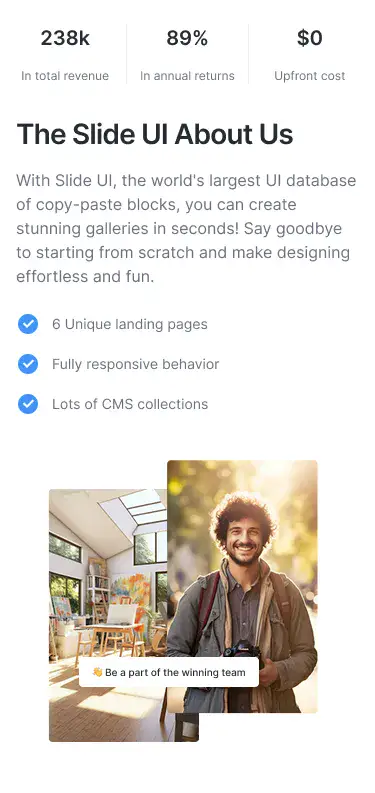 238k
89%
$0
In total revenue
In annual returns
Upfront cost
The Slide UI About Us
With Slide UI, the world's largest UI database
of copy-paste blocks, you can create
stunning galleries in seconds! Say goodbye
to starting from scratch and make designing
effortless and fun.
6 Unique landing pages
Fully responsive behavior
Lots of CMS collections
👋 Be a part of the winning team